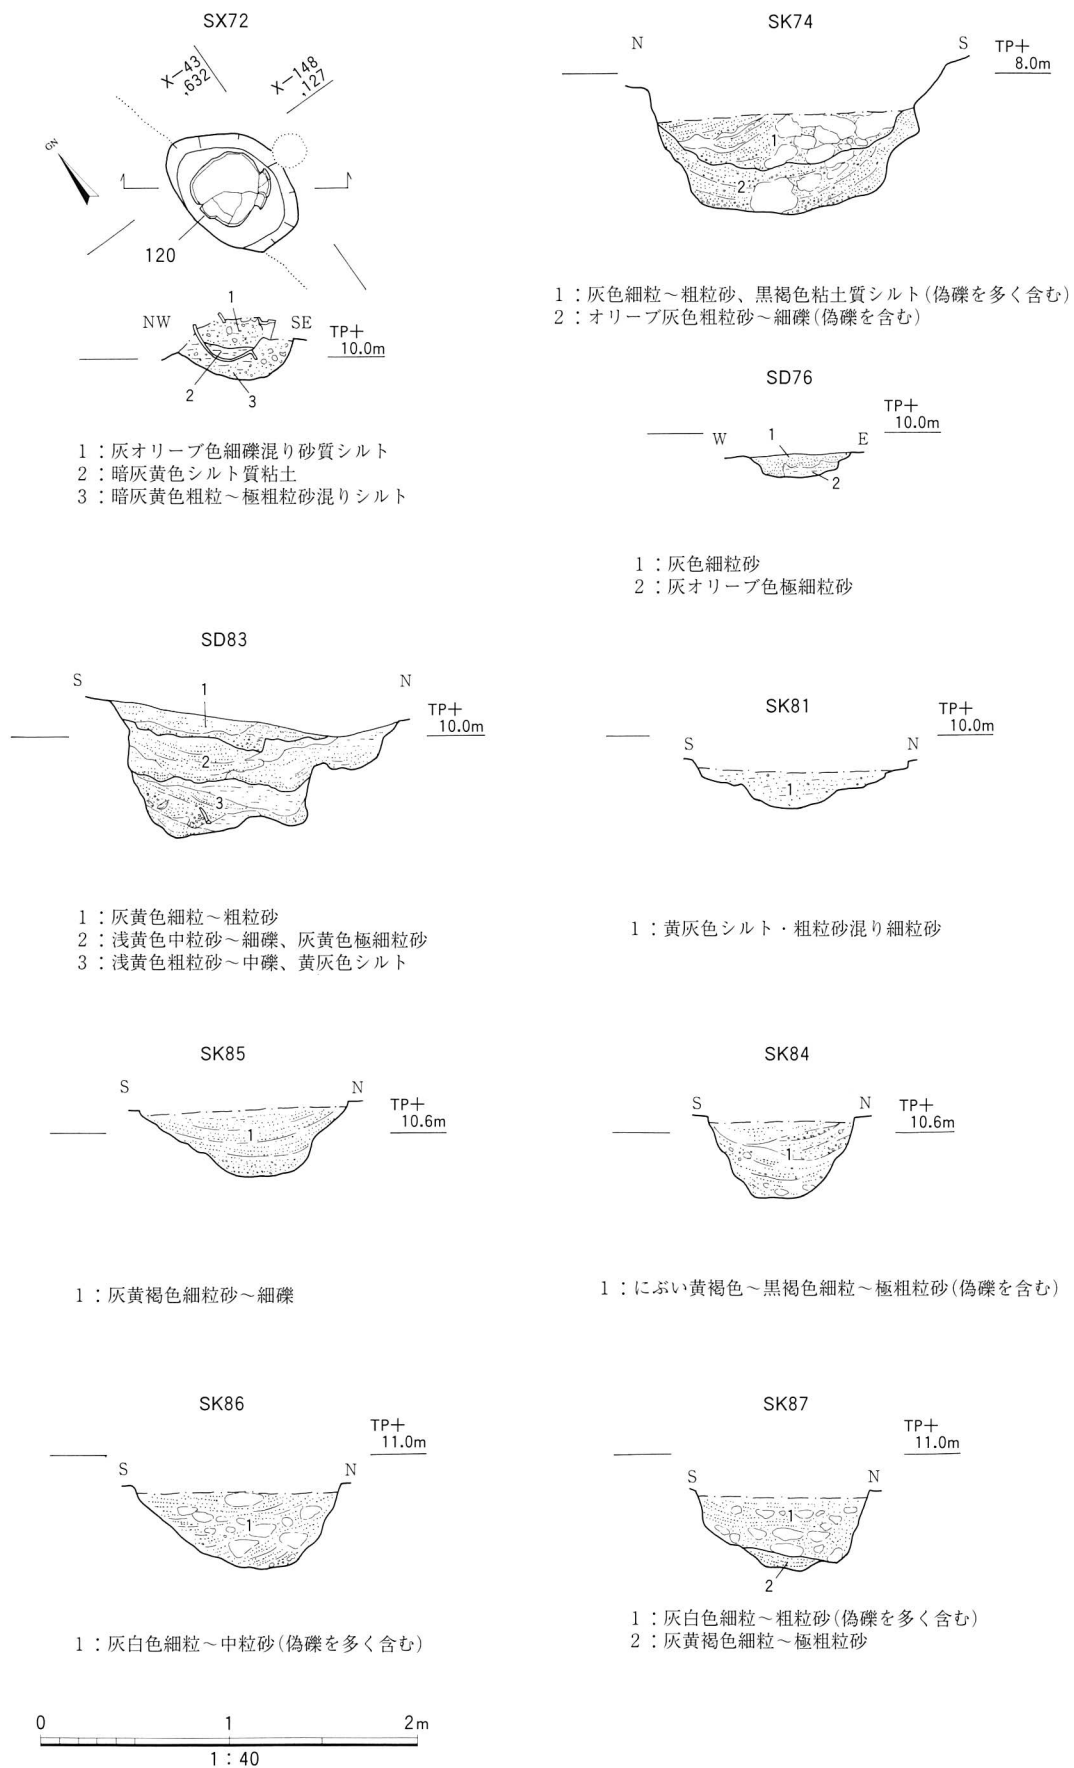 SX72
X－43
,632
X－148
,127
GN
120
1
NW
SE
TP＋
10.0m
2
3
1：灰オリーブ色細礫混り砂質シルト
2：暗灰黄色シルト質粘土
3：暗灰黄色粗粒～極粗粒砂混りシルト
SK74
N
S
TP＋
8.0m
1
2
1：灰色細粒～粗粒砂、黒褐色粘土質シルト(偽礫を多く含む)
2：オリーブ灰色粗粒砂～細礫(偽礫を含む)
SD76
TP＋
10.0m
W
1
E
2
1：灰色細粒砂
2：灰オリーブ色極細粒砂
SD83
S
1
N
TP＋
10.0m
2
3
1：灰黄色細粒～粗粒砂
2：浅黄色中粒砂～細礫、灰黄色極細粒砂
3：浅黄色粗粒砂～中礫、黄灰色シルト
SK81
TP＋
10.0m
S
N
1
1：黄灰色シルト・粗粒砂混り細粒砂
SK85
S
N
TP＋
10.6m
1
1：灰黄褐色細粒砂～細礫
SK84
S
N
TP＋
10.6m
1
1：にぶい黄褐色～黒褐色細粒～極粗粒砂(偽礫を含む)
SK86
TP＋
11.0m
S
N
1
1：灰白色細粒～中粒砂(偽礫を多く含む)
SK87
TP＋
11.0m
S
N
1
2
1：灰白色細粒～粗粒砂(偽礫を多く含む)
2：灰黄褐色細粒～極粗粒砂
0 1 2m
1：40